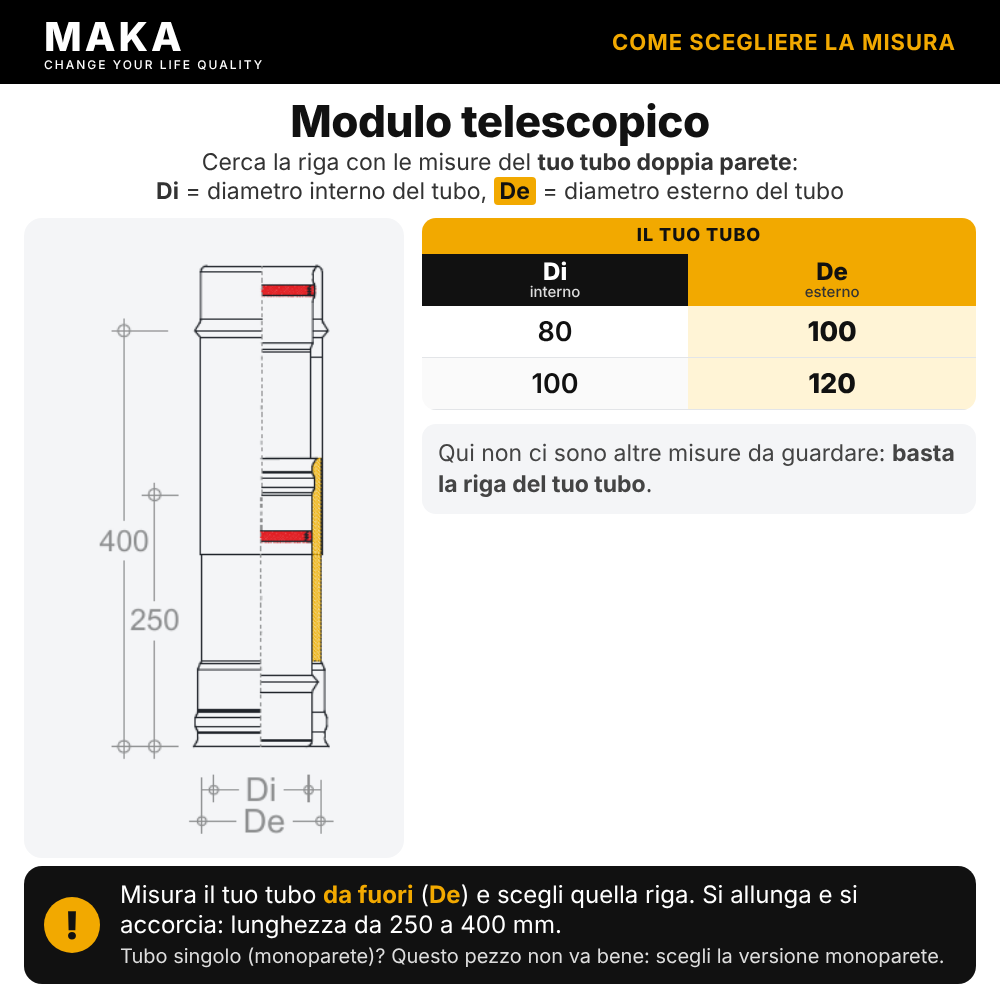 MAKA
CHANGE YOUR LIFE QUALITY
COME SCEGLIERE LA MISURA
Modulo telescopico
Cerca la riga con le misure del tuo tubo doppia parete:
Di = diametro interno del tubo, De = diametro esterno del tubo
400
250
Di
De
IL TUO TUBO
Di De
interno esterno
80 100
100 120
Qui non ci sono altre misure da guardare: basta
la riga del tuo tubo.
!
Misura il tuo tubo da fuori (De) e scegli quella riga. Si allunga e si
accorcia: lunghezza da 250 a 400 mm.
Tubo singolo (monoparete)? Questo pezzo non va bene: scegli la versione monoparete.